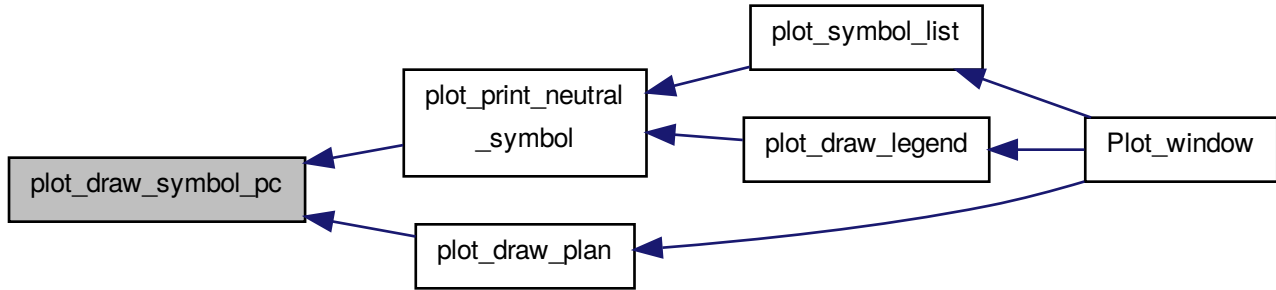 plot_symbol_list
plot_print_neutral
_symbol
plot_draw_legend
Plot_window
plot_draw_symbol_pc
plot_draw_plan